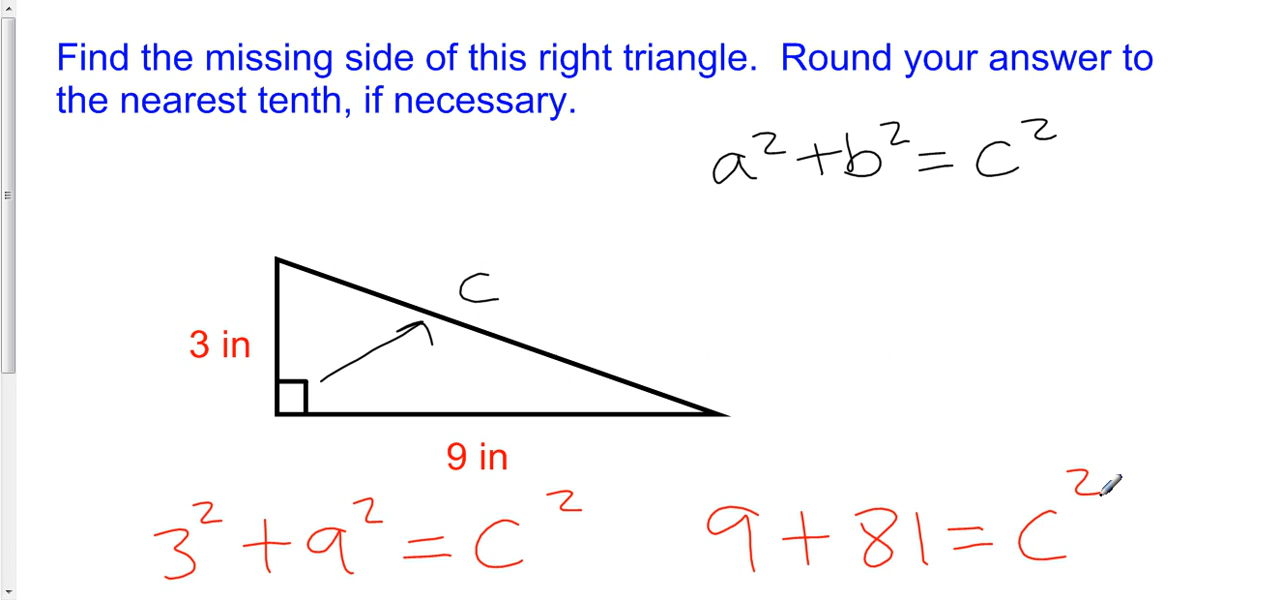 Find the missing side of this right triangle.  Round your answer to
the nearest tenth, if necessary.
a² + b² = c²
c
3 in
9 in
3² + 9² = c²
9 + 81 = c²